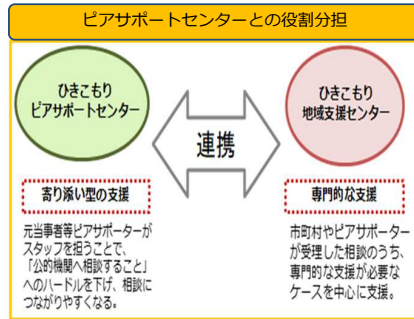 ピアサポートセンターとの役割分担
ひきこもり
ピアサポートセンター
連携
ひきこもり
地域支援センター
寄り添い型の支援
元当事者等ピアサポーターが
スタッフを担うことで、
「公的機関へ相談すること」
へのハードルを下げ、相談に
つながりやすくなる。
専門的な支援
市町村やピアサポーター
が受理した相談のうち、
専門的な支援が必要な
ケースを中心に支援。